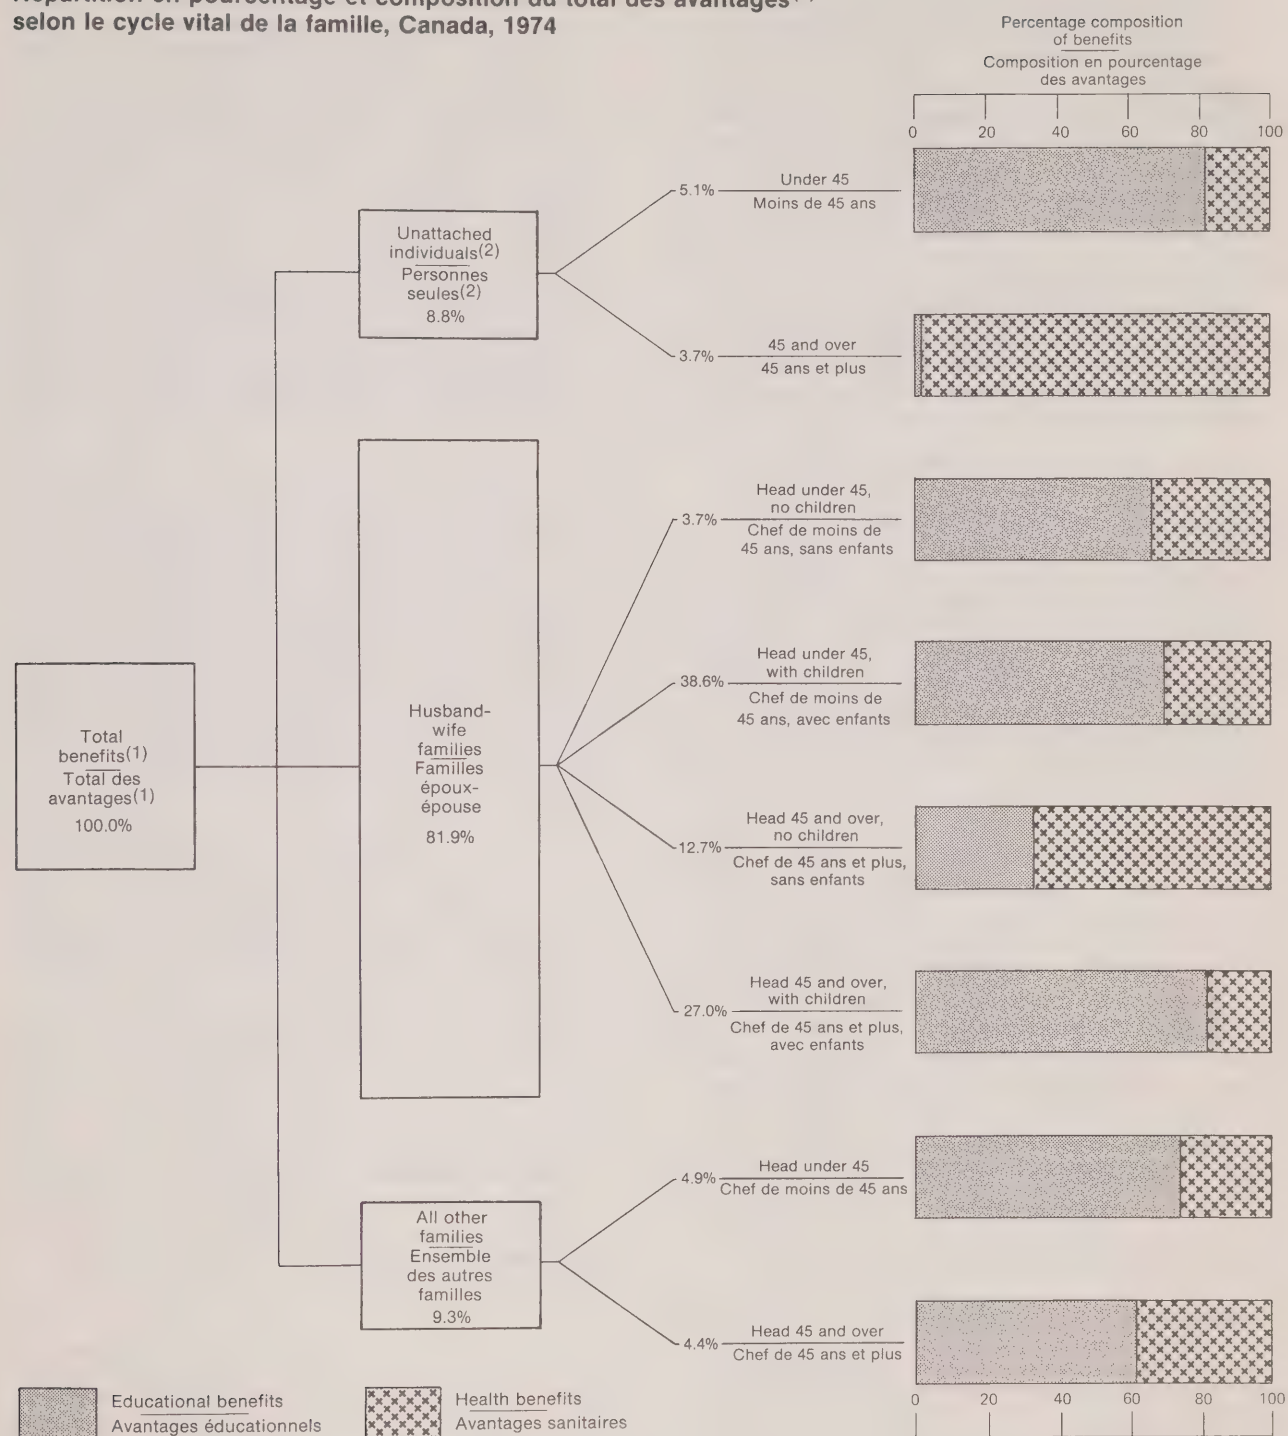 selon le cycle vital de la famille, Canada, 1974
Percentage composition
of benefits
Composition en pourcentage
des avantages
0 20 40 60 80 100
5.1%
Under 45
Moins de 45 ans
Unattached
individuals(2)
Personnes
seules(2)
8.8%
3.7%
45 and over
45 ans et plus
3.7%
Head under 45,
no children
Chef de moins de
45 ans, sans enfants
38.6%
Head under 45,
with children
Chef de moins de
45 ans, avec enfants
Total
benefits(1)
Total des
avantages(1)
100.0%
Husband-
wife
families
Familles
époux-
épouse
81.9%
12.7%
Head 45 and over,
no children
Chef de 45 ans et plus,
sans enfants
27.0%
Head 45 and over,
with children
Chef de 45 ans et plus,
avec enfants
4.9%
Head under 45
Chef de moins de 45 ans
All other
families
Ensemble
des autres
familles
9.3%
4.4%
Head 45 and over
Chef de 45 ans et plus
0 20 40 60 80 100
Educational benefits
Avantages éducationnels
Health benefits
Avantages sanitaires